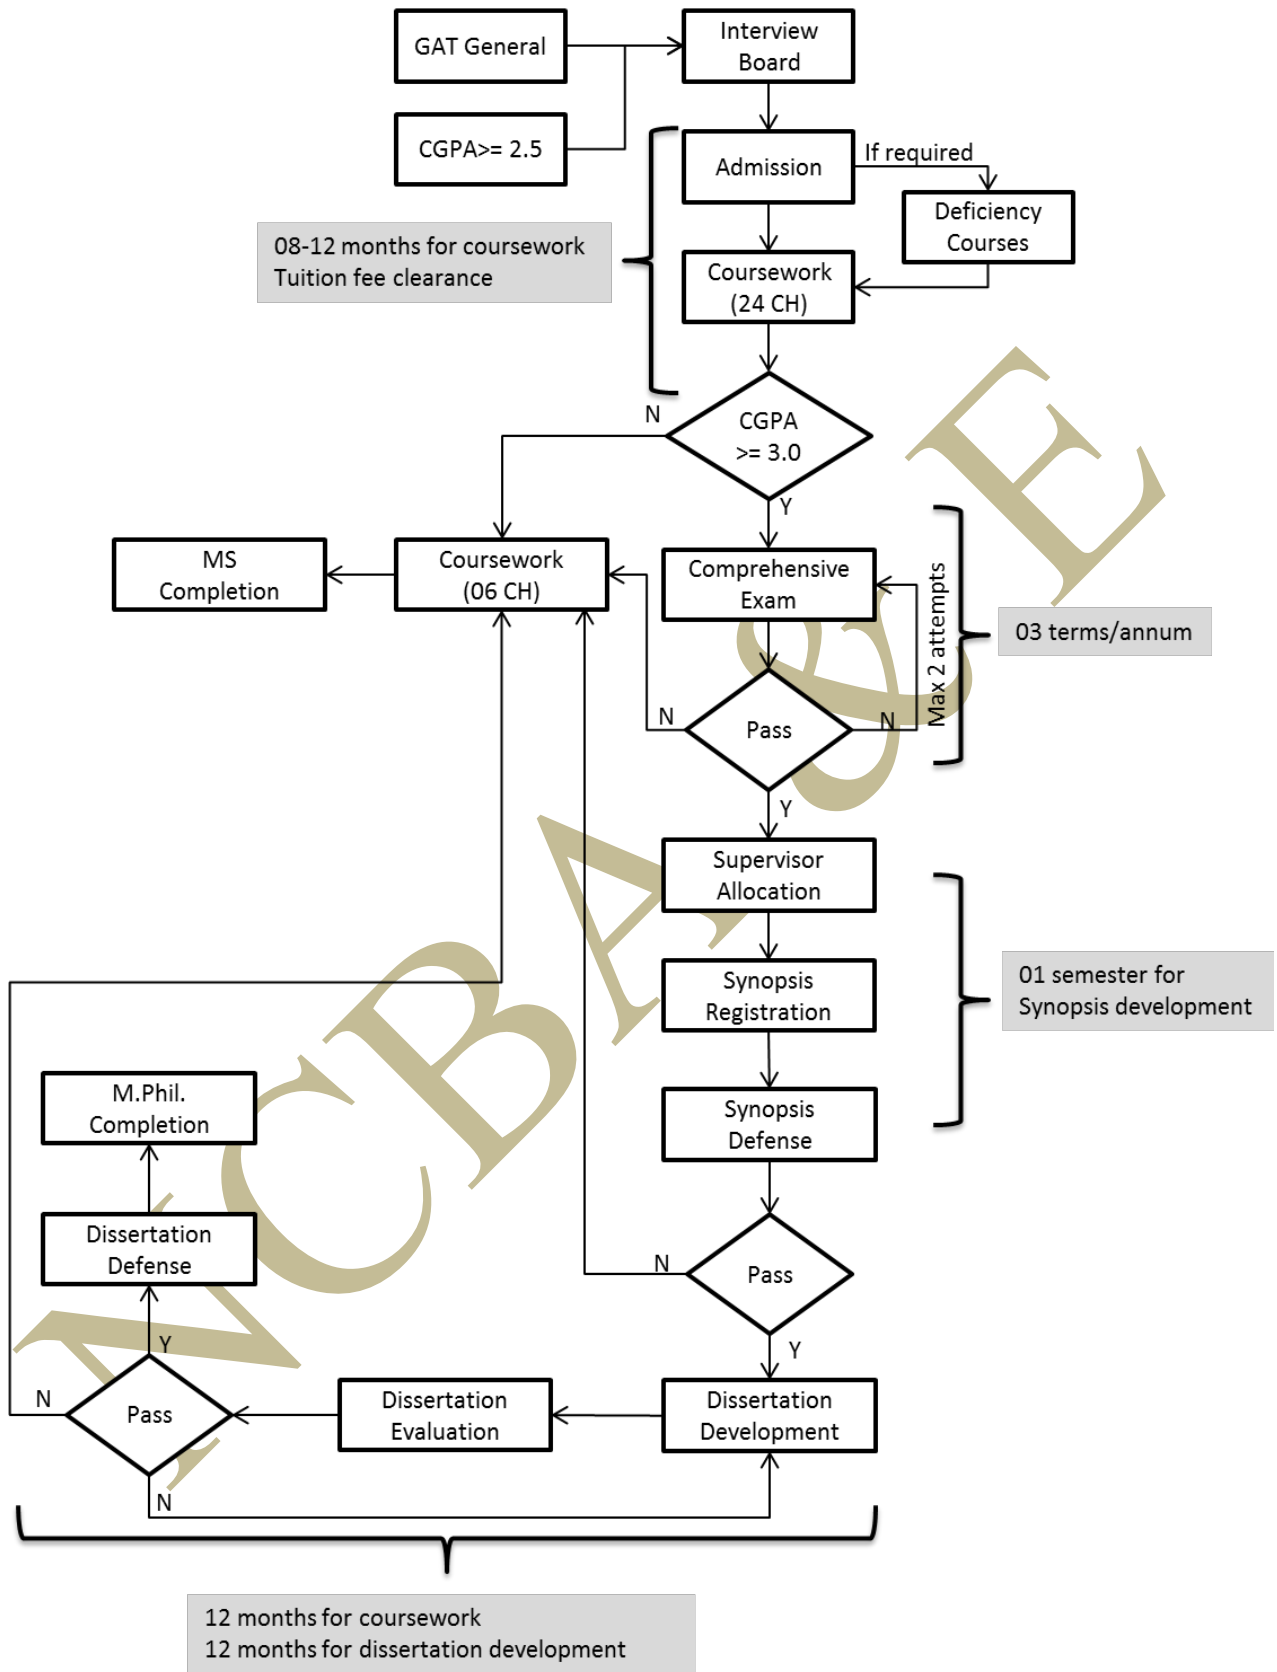 GAT General
Interview
Board
CGPA>= 2.5
Admission
If required
Deficiency
Courses
08-12 months for coursework
Tuition fee clearance
Coursework
(24 CH)
N
CGPA
>= 3.0
Y
MS
Completion
Coursework
(06 CH)
Comprehensive
Exam
Max 2 attempts
03 terms/annum
N
Pass
N
Y
Supervisor
Allocation
Synopsis
Registration
01 semester for
Synopsis development
Synopsis
Defense
M.Phil.
Completion
Dissertation
Defense
N
Pass
Y
Y
N
Pass
Dissertation
Evaluation
Dissertation
Development
N
12 months for coursework
12 months for dissertation development
NCBA & E